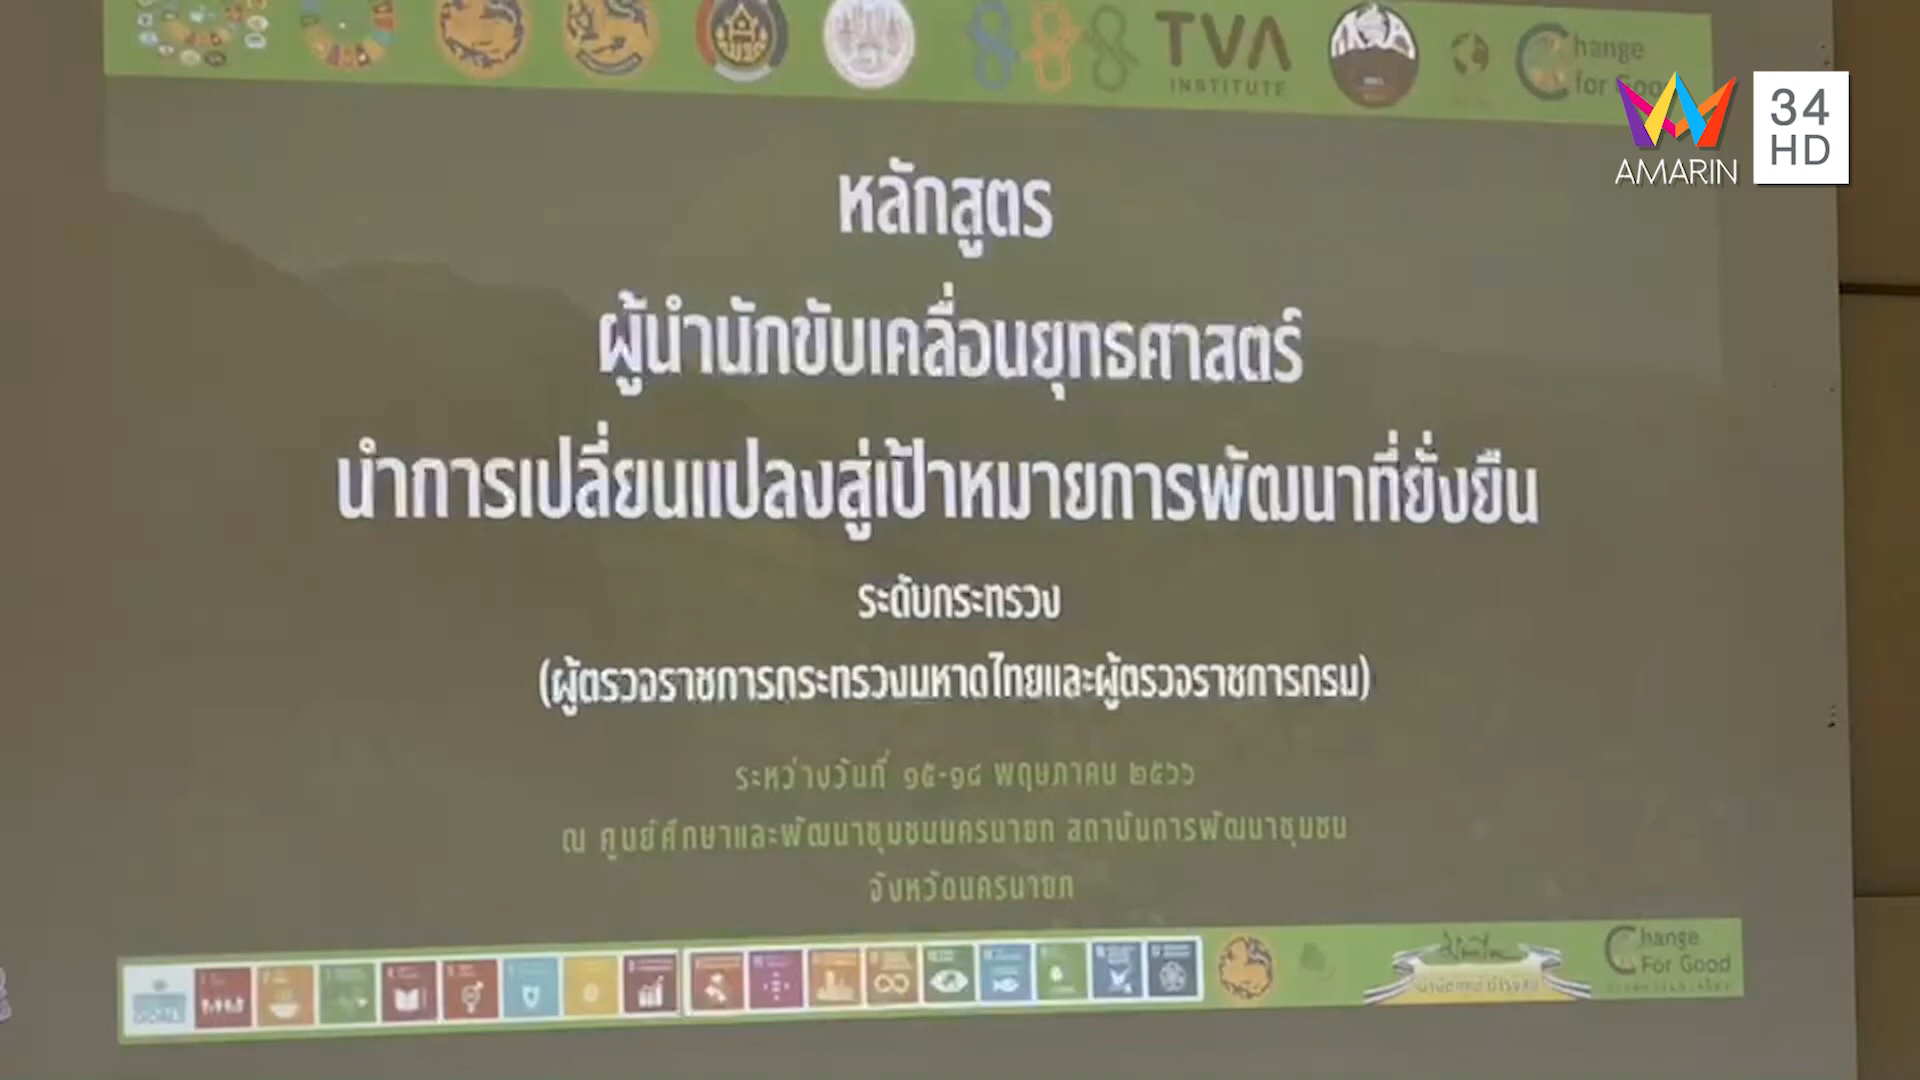 TVA
INSTITUTE
Change
for Good
AMARIN
34
HD
หลักสูตร
ผู้นำนักขับเคลื่อนยุทธศาสตร์
นำการเปลี่ยนแปลงสู่เป้าหมายการพัฒนาที่ยั่งยืน
ระดับกระทรวง
(ผู้ตรวจราชการกระทรวงมหาดไทยและผู้ตรวจราชการกรม)
ระหว่างวันที่ ๑๕-๑๘ พฤษภาคม ๒๕๖๖
ณ ศูนย์ศึกษาและพัฒนาชุมชนนครนายก สถาบันการพัฒนาชุมชน
จังหวัดนครนายก
Change
For Good